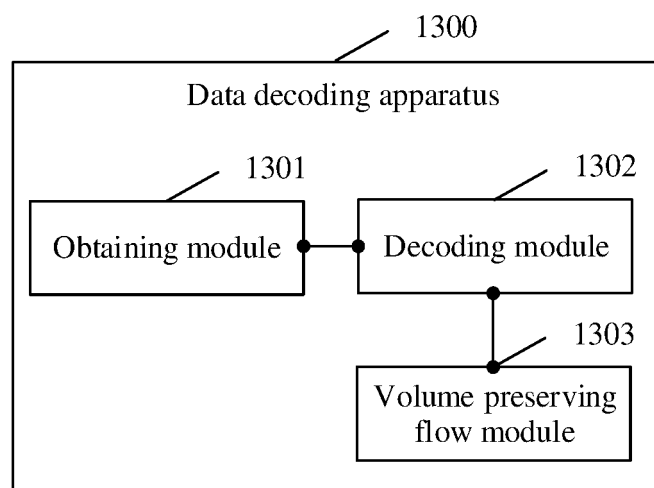 1300
Data decoding apparatus
1301
1302
Obtaining module
Decoding module
1303
Volume preserving
flow module